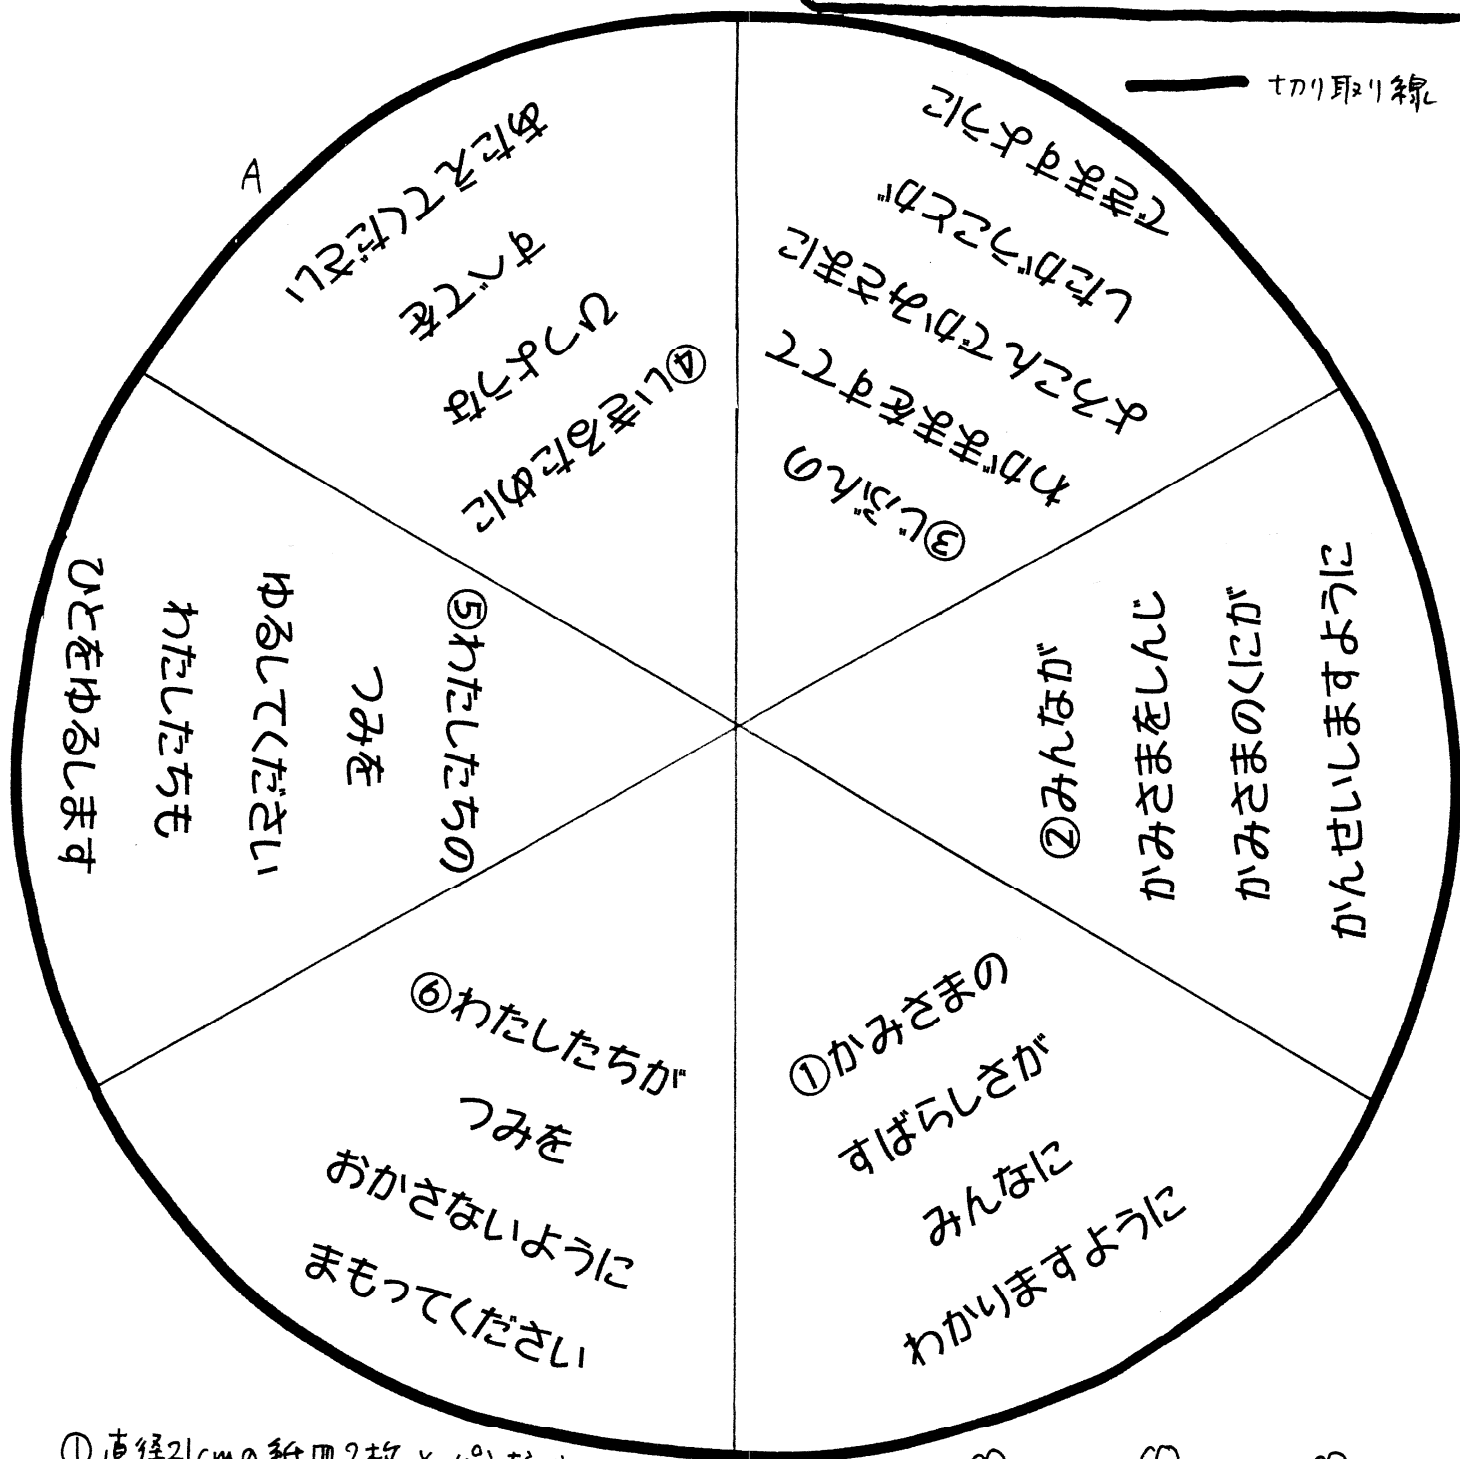 切り取り線
A
①かみさまの
すばらしさが
みんなに
わかりますように
②みんなが
かみさまをしんじ
かみさまのくにが
かんせいしますように
③じぶんの
わがままをすてて
よろこんでかみさまに
したがうことが
できますように
④いきるために
ひつような
すべてを
あたえてください
⑤わたしたちの
つみを
ゆるしてください
わたしたちも
ひとをゆるします
⑥わたしたちが
つみを
おかさないように
まもってください
①直径21cmの紙皿2枚と